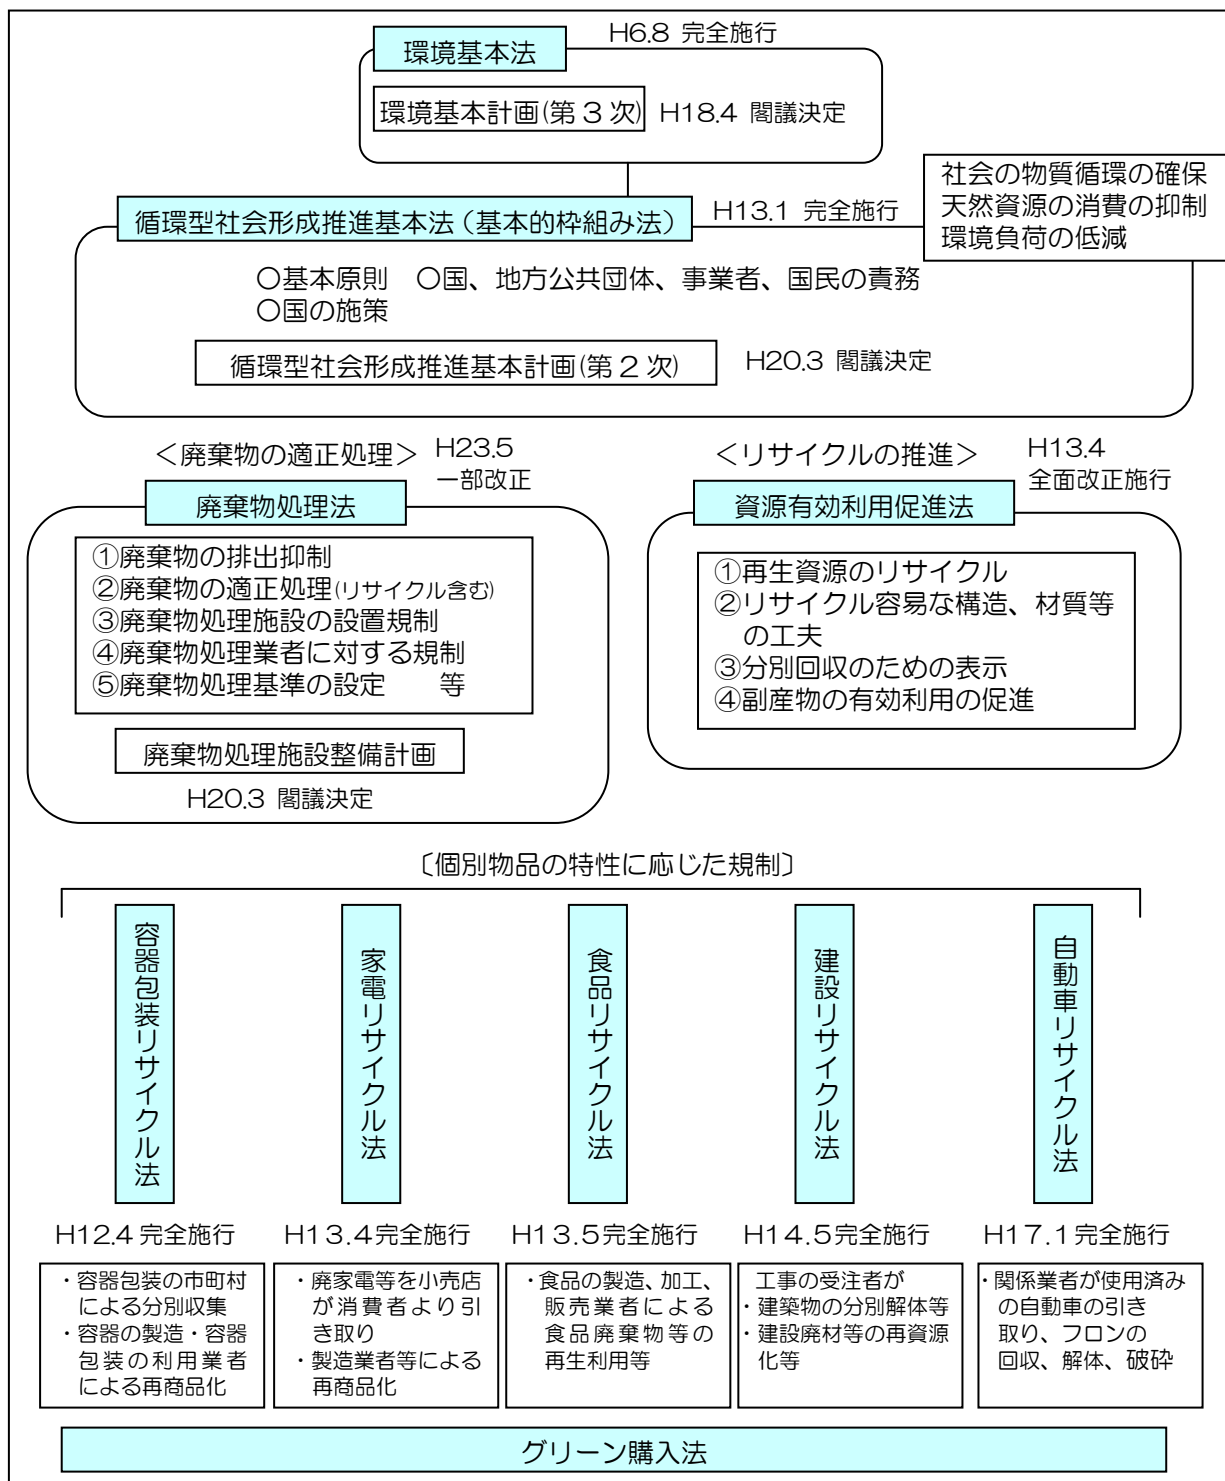 H6.8 完全施行
環境基本法
環境基本計画(第3次)
H18.4 閣議決定
社会の物質循環の確保
天然資源の消費の抑制
環境負荷の低減
循環型社会形成推進基本法(基本的枠組み法)
H13.1 完全施行
○基本原則 ○国、地方公共団体、事業者、国民の責務
○国の施策
循環型社会形成推進基本計画(第2次)
H20.3 閣議決定
<廃棄物の適正処理>
H23.5
一部改正
廃棄物処理法
①廃棄物の排出抑制
②廃棄物の適正処理(リサイクル含む)
③廃棄物処理施設の設置規制
④廃棄物処理業者に対する規制
⑤廃棄物処理基準の設定 等
廃棄物処理施設整備計画
H20.3 閣議決定
<リサイクルの推進>
H13.4
全面改正施行
資源有効利用促進法
①再生資源のリサイクル
②リサイクル容易な構造、材質等
の工夫
③分別回収のための表示
④副産物の有効利用の促進
〔個別物品の特性に応じた規制〕
容器包装リサイクル法
H12.4完全施行
・容器包装の市町村
による分別収集
・容器の製造・容器
包装の利用業者
による再商品化
家電リサイクル法
H13.4完全施行
・廃家電等を小売店
が消費者より引
き取り
・製造業者等による
再商品化
食品リサイクル法
H13.5完全施行
・食品の製造、加工、
販売業者による
食品廃棄物等の
再生利用等
建設リサイクル法
H14.5完全施行
工事の受注者が
・建築物の分別解体等
・建設廃材等の再資源
化等
自動車リサイクル法
H17.1完全施行
・関係業者が使用済み
の自動車の引き
取り、フロンの
回収、解体、破砕
グリーン購入法